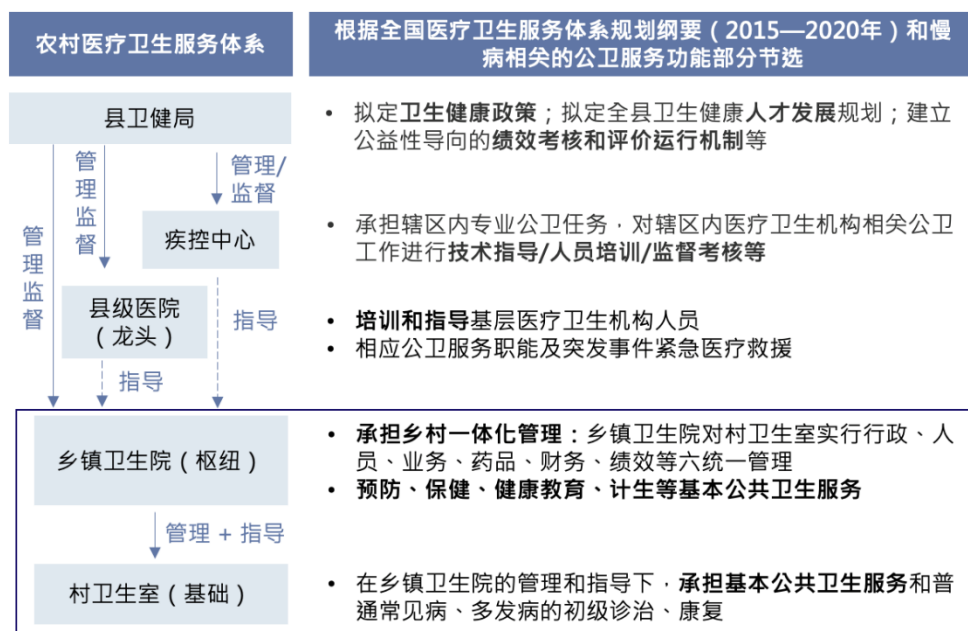 农村医疗卫生服务体系
根据全国医疗卫生服务体系规划纲要（2015—2020年）和慢
病相关的公卫服务功能部分节选
县卫健局
• 拟定卫生健康政策；拟定全县卫生健康人才发展规划；建立
公益性导向的绩效考核和评价运行机制等
管理监督
管理监督
管理/
监督
疾控中心
• 承担辖区内专业公卫任务，对辖区内医疗卫生机构相关公卫
工作进行技术指导/人员培训/监督考核等
县级医院
（龙头）
指导
• 培训和指导基层医疗卫生机构人员
• 相应公卫服务职能及突发事件紧急医疗救援
指导
乡镇卫生院（枢纽）
• 承担乡村一体化管理：乡镇卫生院对村卫生室实行行政、人
员、业务、药品、财务、绩效等六统一管理
• 预防、保健、健康教育、计生等基本公共卫生服务
管理 + 指导
村卫生室（基础）
• 在乡镇卫生院的管理和指导下，承担基本公共卫生服务和普
通常见病、多发病的初级诊治、康复